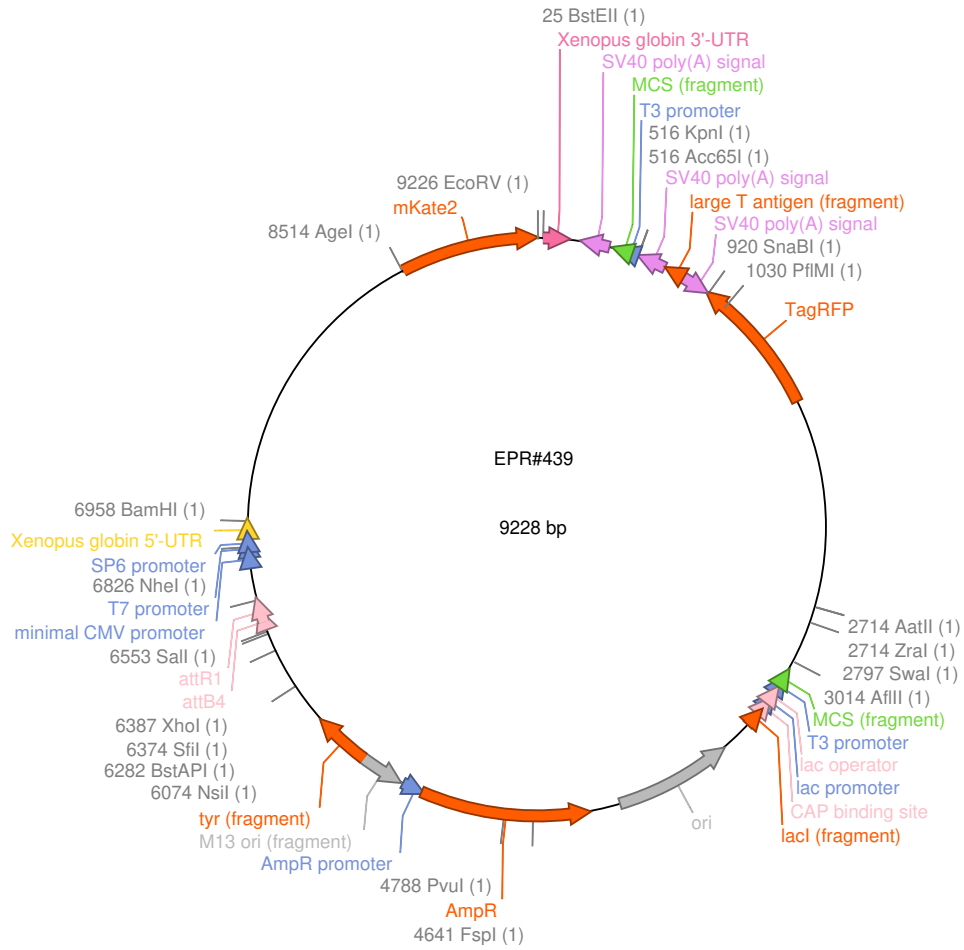 25 BstEII (1)
Xenopus globin 3'-UTR
SV40 poly(A) signal
MCS (fragment)
T3 promoter
516 KpnI (1)
516 Acc65I (1)
SV40 poly(A) signal
large T antigen (fragment)
SV40 poly(A) signal
920 SnaBI (1)
1030 PflMI (1)
TagRFP
9226 EcoRV (1)
mKate2
8514 AgeI (1)
EPR#439
9228 bp
6958 BamHI (1)
Xenopus globin 5'-UTR
SP6 promoter
6826 NheI (1)
T7 promoter
minimal CMV promoter
6553 SalI (1)
attR1
attB4
6387 XhoI (1)
6374 SfiI (1)
6282 BstAPI (1)
6074 NsiI (1)
tyr (fragment)
M13 ori (fragment)
AmpR promoter
4788 PvuI (1)
AmpR
4641 FspI (1)
2714 AatII (1)
2714 ZraI (1)
2797 SwaI (1)
3014 AflIII (1)
MCS (fragment)
T3 promoter
lac operator
lac promoter
CAP binding site
lacI (fragment)
ori